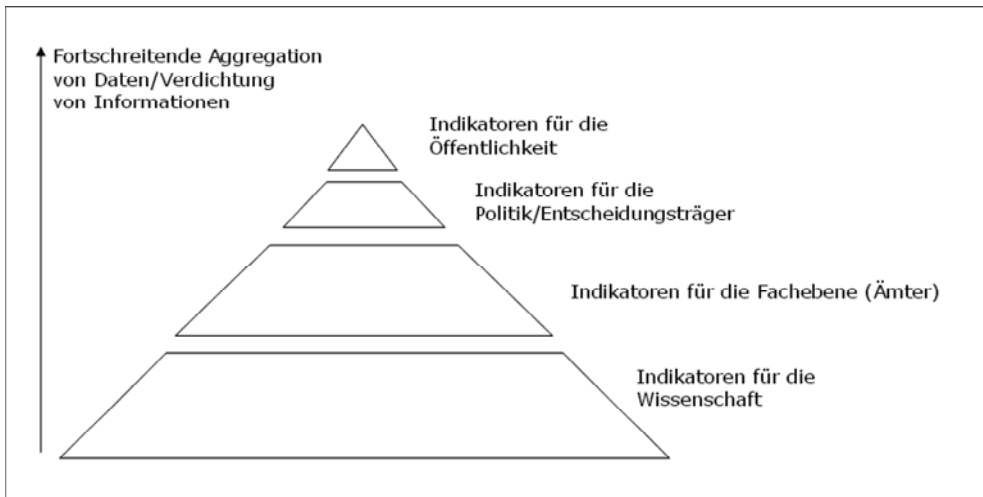 Fortschreitende Aggregation
von Daten/Verdichtung
von Informationen
Indikatoren für die
Öffentlichkeit
Indikatoren für die
Politik/Entscheidungsträger
Indikatoren für die Fachebene (Ämter)
Indikatoren für die
Wissenschaft